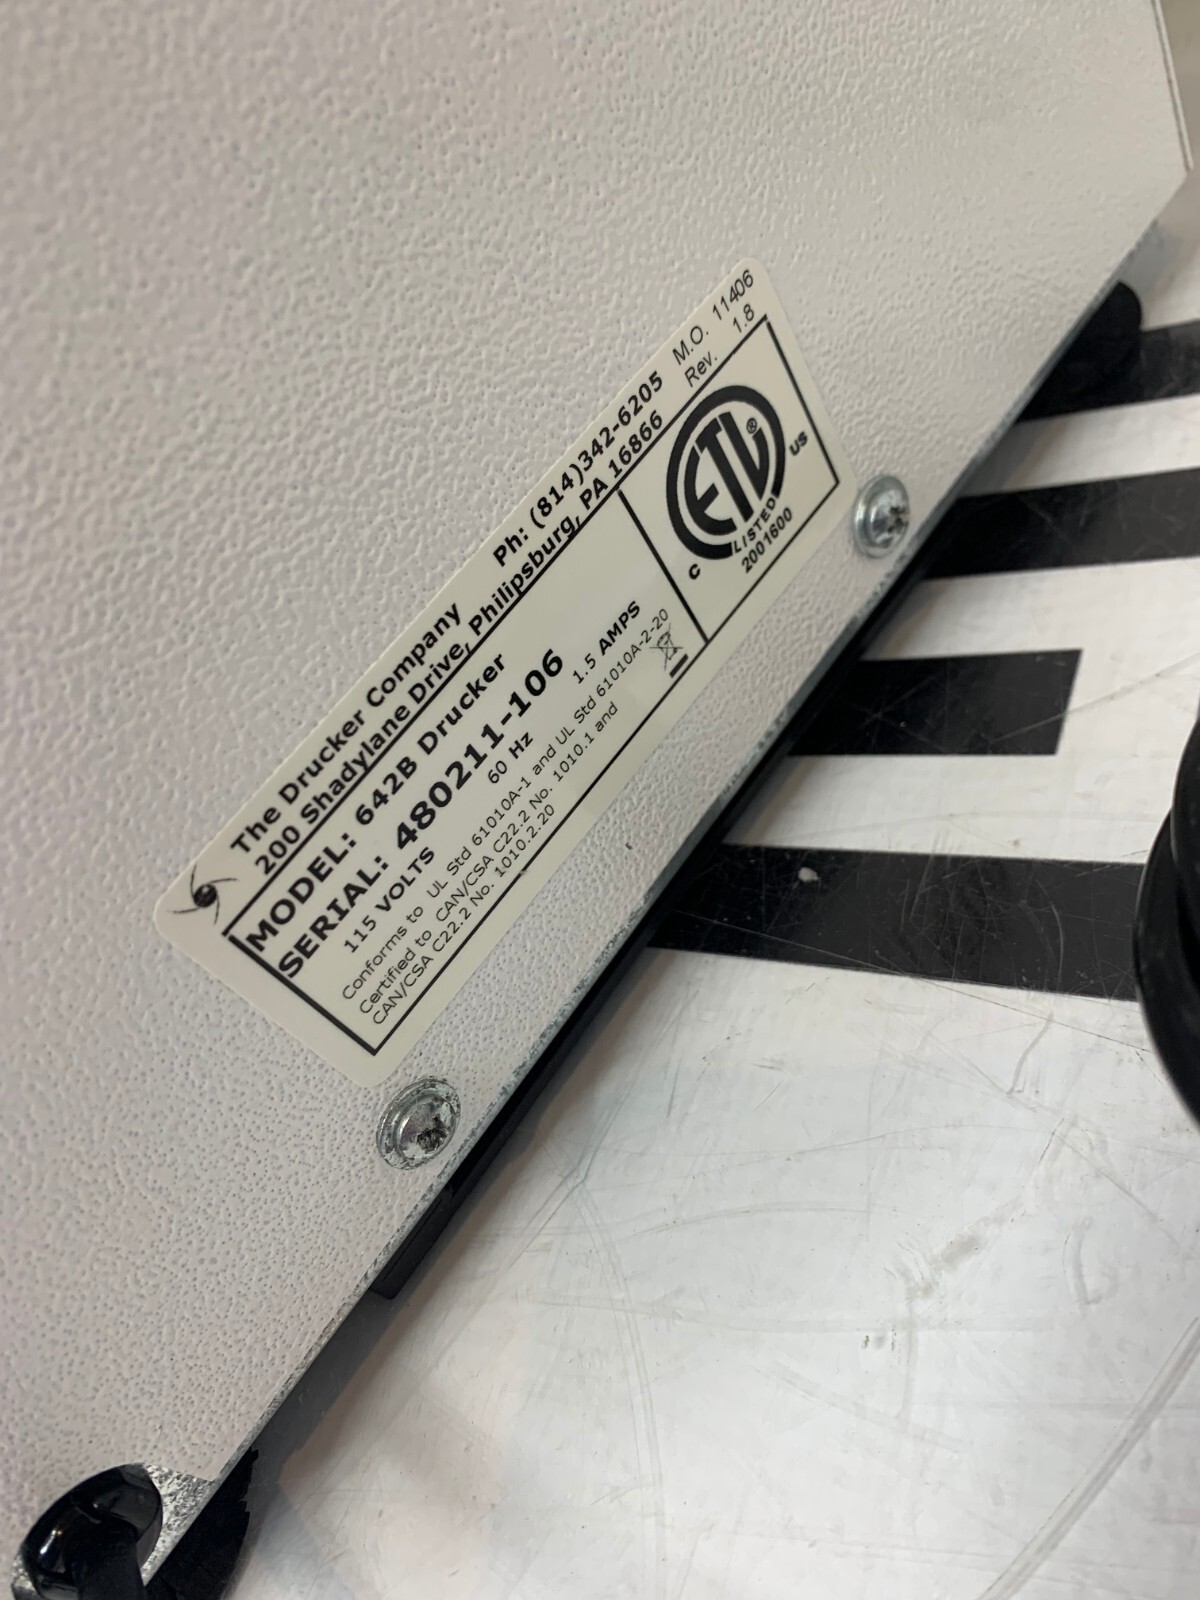 The Drucker Company Ph: (814)342-6205 M.O. 11406
200 Shadylane Drive, Philipsburg, PA 16866 Rev. 1.8
MODEL: 642B Drucker
SERIAL: 480211-106
115 VOLTS 60 Hz 1.5 AMPS
Conforms to UL Std 61010A-1 and UL Std 61010A-2-20
Certified to CAN/CSA C22.2 No. 1010.1 and
CAN/CSA C22.2 No. 1010.2.20
ETL®
C US
LISTED
2001600